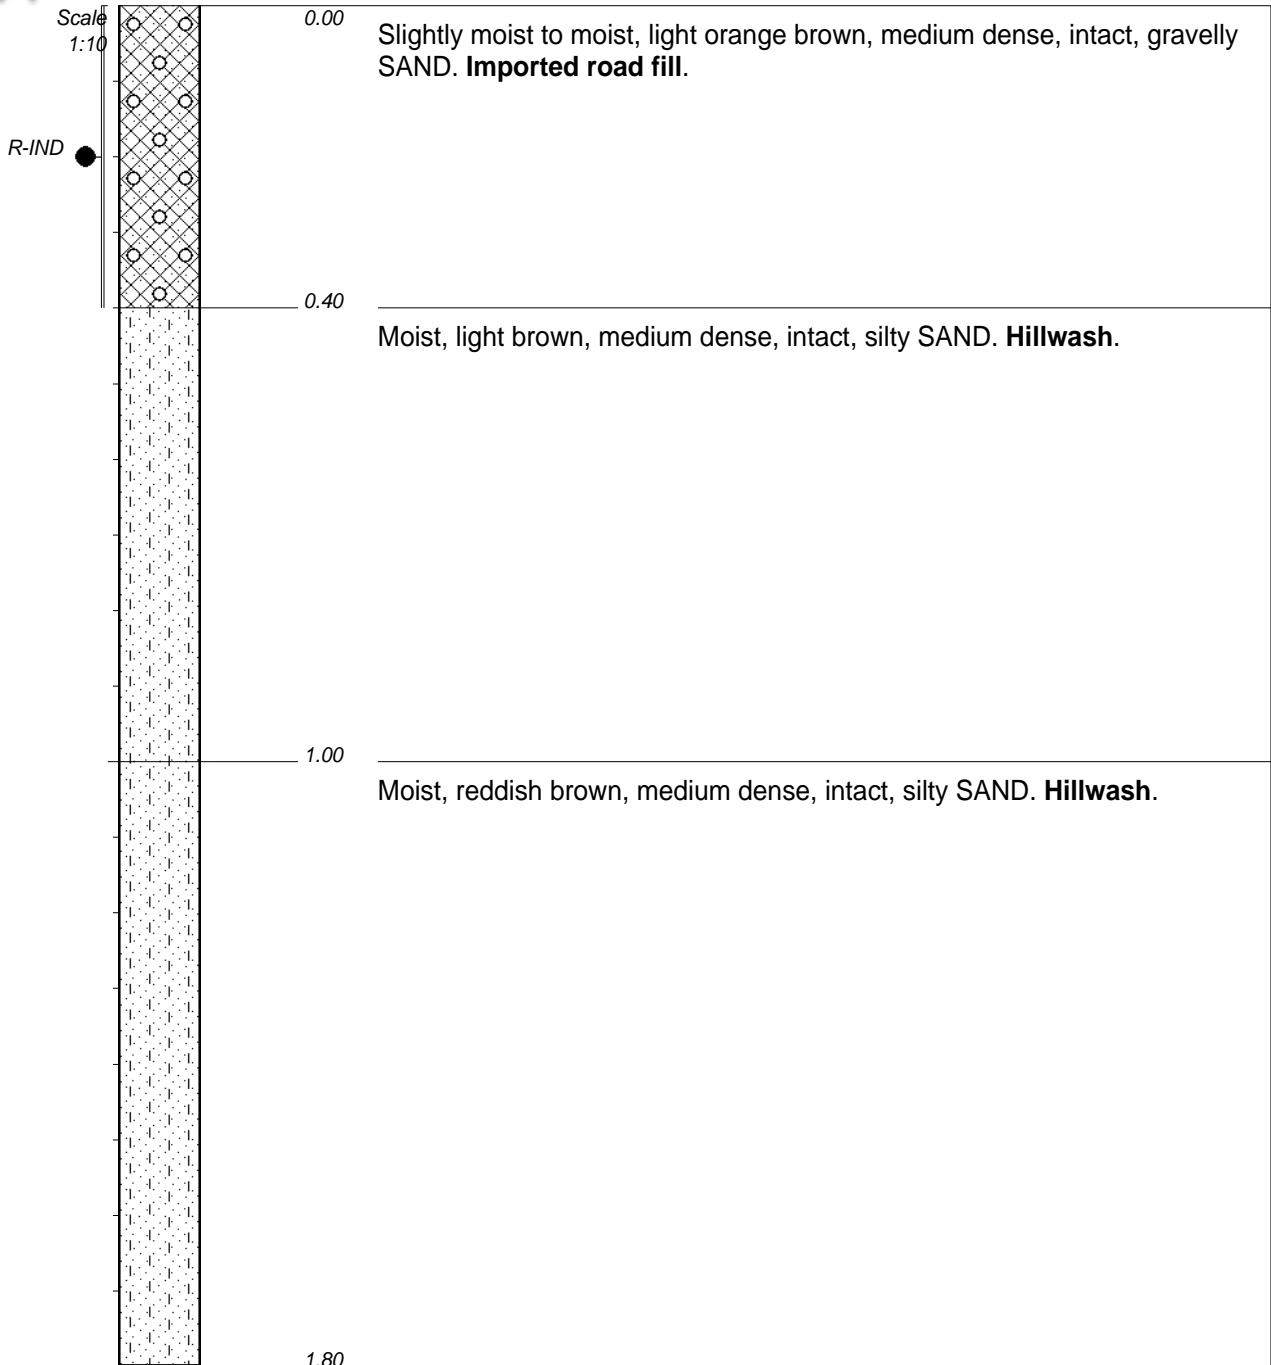 Scale
1:10
0.00
Slightly moist to moist, light orange brown, medium dense, intact, gravelly
SAND. Imported road fill.
R-IND
0.40
Moist, light brown, medium dense, intact, silty SAND. Hillwash.
1.00
Moist, reddish brown, medium dense, intact, silty SAND. Hillwash.
1.80